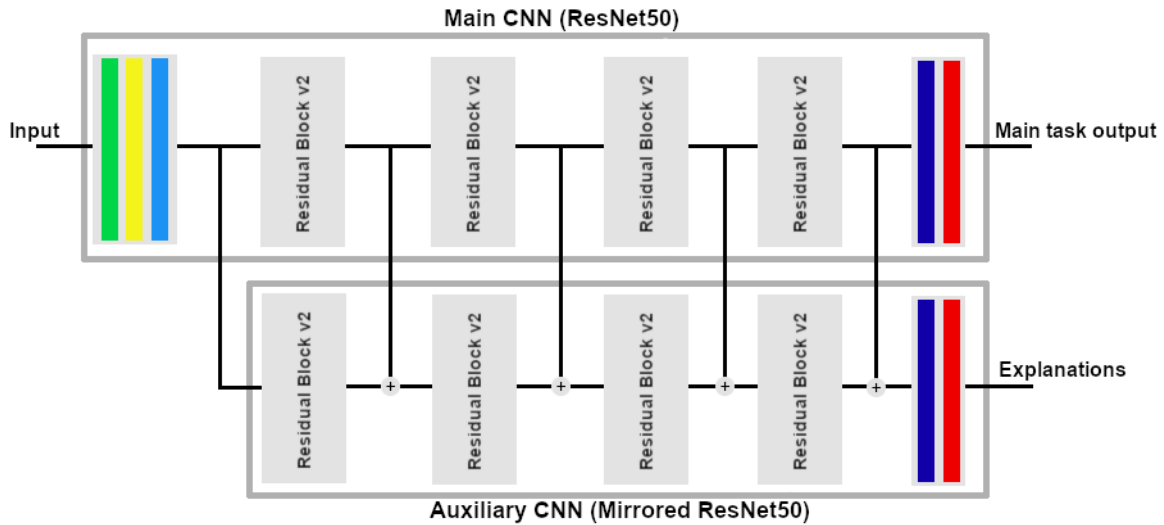 Main CNN (ResNet50)
Input
Residual Block v2
Residual Block v2
Residual Block v2
Residual Block v2
Main task output
Residual Block v2
+
Residual Block v2
+
Residual Block v2
+
Residual Block v2
+
Explanations
Auxiliary CNN (Mirrored ResNet50)